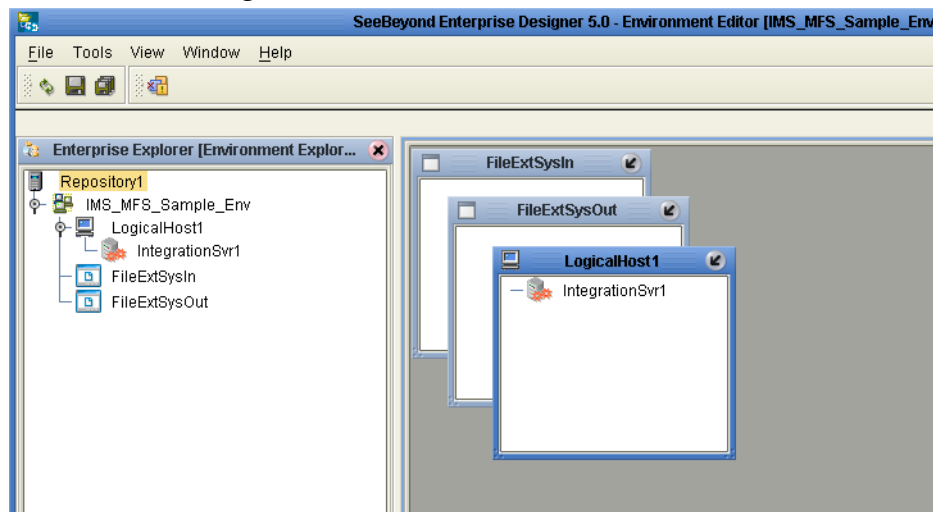 SeeBeyond Enterprise Designer 5.0 - Environment Editor [IMS_MFS_Sample_Env
File Tools View Window Help
Enterprise Explorer [Environment Explor...
Repository1
IMS_MFS_Sample_Env
LogicalHost1
IntegrationSvr1
FileExtSysIn
FileExtSysOut
FileExtSysIn
FileExtSysOut
LogicalHost1
IntegrationSvr1